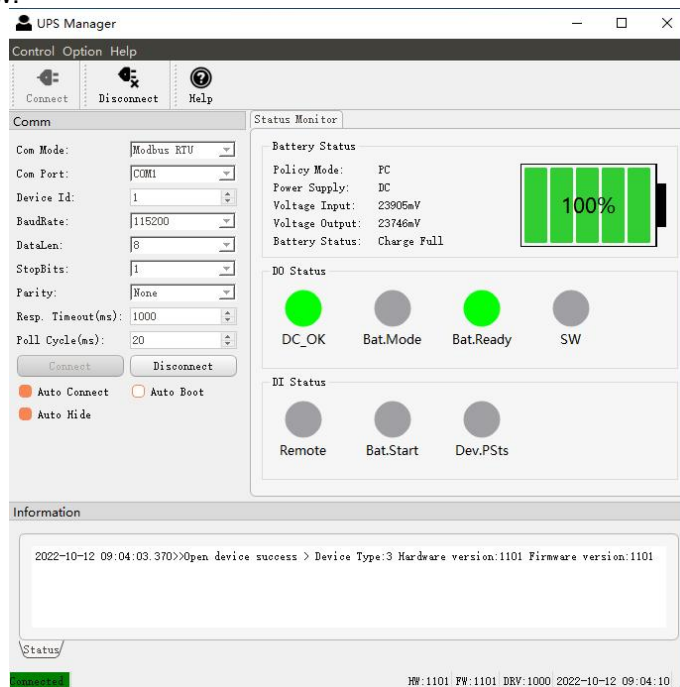 UPS Manager
Control Option Help
Connect Disconnect Help
Comm
Com Mode: Modbus RTU
Com Port: COM1
Device Id: 1
BaudRate: 115200
DataLen: 8
StopBits: 1
Parity: None
Resp. Timeout(ms): 1000
Poll Cycle(ms): 20
Connect Disconnect
Auto Connect Auto Boot
Auto Hide
Status Monitor
Battery Status
Policy Mode: PC
Power Supply: DC
Voltage Input: 23905mV
Voltage Output: 23746mV
Battery Status: Charge Full
100%
DO Status
DC_OK Bat.Mode Bat.Ready SW
DI Status
Remote Bat.Start Dev.PSts
Information
2022-10-12 09:04:03.370>>Open device success > Device Type:3 Hardware version:1101 Firmware version:1101
Status
Connected
HW:1101 FW:1101 DRV:1000 2022-10-12 09:04:10